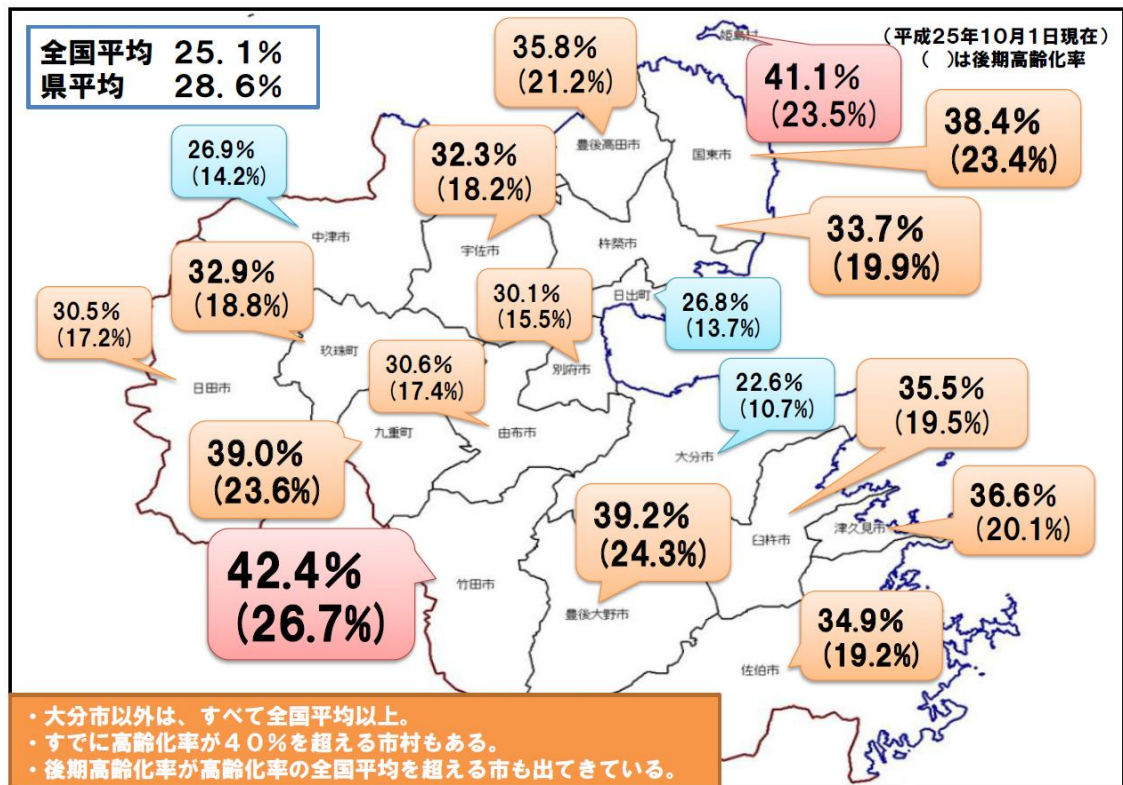 全国平均 25.1%
県平均 28.6%
(平成25年10月1日現在)
( )は後期高齢化率
35.8%
(21.2%)
姫島村
41.1%
(23.5%)
38.4%
(23.4%)
26.9%
(14.2%)
32.3%
(18.2%)
豊後高田市
国東市
33.7%
(19.9%)
中津市
宇佐市
杵築市
32.9%
(18.8%)
30.1%
(15.5%)
日出町
26.8%
(13.7%)
30.5%
(17.2%)
玖珠町
30.6%
(17.4%)
別府市
22.6%
(10.7%)
35.5%
(19.5%)
日田市
九重町
由布市
大分市
39.0%
(23.6%)
39.2%
(24.3%)
36.6%
(20.1%)
臼杵市
津久見市
42.4%
(26.7%)
竹田市
豊後大野市
34.9%
(19.2%)
佐伯市
・大分市以外は、すべて全国平均以上。
・すでに高齢化率が40%を超える市村もある。
・後期高齢化率が高齢化率の全国平均を超える市も出てきている。